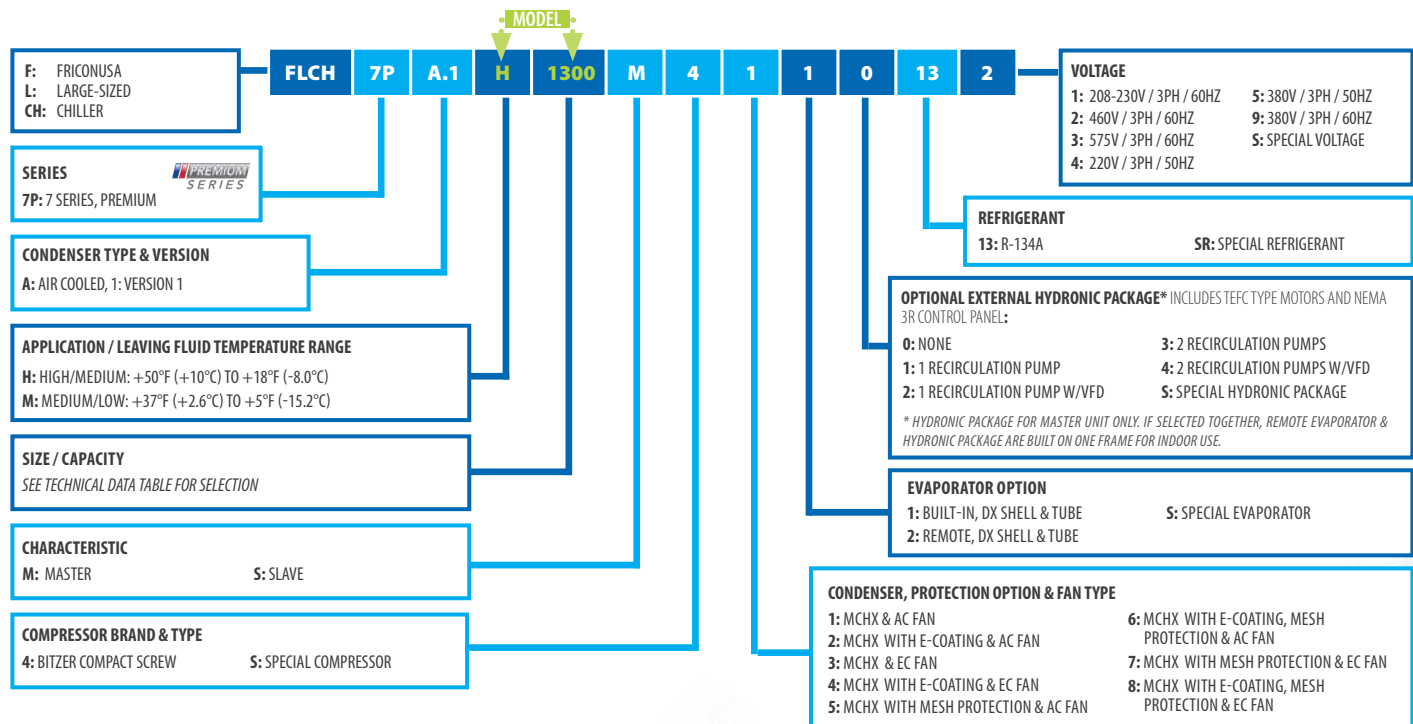 MODEL
F: FRICONUSA
L: LARGE-SIZED
CH: CHILLER
FLCH 7P A.1 H 1300 M 4 1 1 0 13 2
SERIES
PREMIUM
SERIES
7P: 7 SERIES, PREMIUM
CONDENSER TYPE & VERSION
A: AIR COOLED, 1: VERSION 1
APPLICATION / LEAVING FLUID TEMPERATURE RANGE
H: HIGH/MEDIUM: +50°F (+10°C) TO +18°F (-8.0°C)
M: MEDIUM/LOW: +37°F (+2.6°C) TO +5°F (-15.2°C)
SIZE / CAPACITY
SEE TECHNICAL DATA TABLE FOR SELECTION
CHARACTERISTIC
M: MASTER S: SLAVE
COMPRESSOR BRAND & TYPE
4: BITZER COMPACT SCREW S: SPECIAL COMPRESSOR
VOLTAGE
1: 208-230V / 3PH / 60HZ 5: 380V / 3PH / 50HZ
2: 460V / 3PH / 60HZ 9: 380V / 3PH / 60HZ
3: 575V / 3PH / 60HZ S: SPECIAL VOLTAGE
4: 220V / 3PH / 50HZ
REFRIGERANT
13: R-134A SR: SPECIAL REFRIGERANT
OPTIONAL EXTERNAL HYDRONIC PACKAGE* INCLUDES TEFC TYPE MOTORS AND NEMA
3R CONTROL PANEL:
0: NONE 3: 2 RECIRCULATION PUMPS
1: 1 RECIRCULATION PUMP 4: 2 RECIRCULATION PUMPS W/VFD
2: 1 RECIRCULATION PUMP W/VFD S: SPECIAL HYDRONIC PACKAGE
* HYDRONIC PACKAGE FOR MASTER UNIT ONLY. IF SELECTED TOGETHER, REMOTE EVAPORATOR &
HYDRONIC PACKAGE ARE BUILT ON ONE FRAME FOR INDOOR USE.
EVAPORATOR OPTION
1: BUILT-IN, DX SHELL & TUBE S: SPECIAL EVAPORATOR
2: REMOTE, DX SHELL & TUBE
CONDENSER, PROTECTION OPTION & FAN TYPE
1: MCHX & AC FAN
2: MCHX WITH E-COATING & AC FAN
3: MCHX & EC FAN
4: MCHX WITH E-COATING & EC FAN
5: MCHX WITH MESH PROTECTION & AC FAN
6: MCHX WITH E-COATING, MESH
PROTECTION & AC FAN
7: MCHX WITH MESH PROTECTION & EC FAN
8: MCHX WITH E-COATING, MESH
PROTECTION & EC FAN